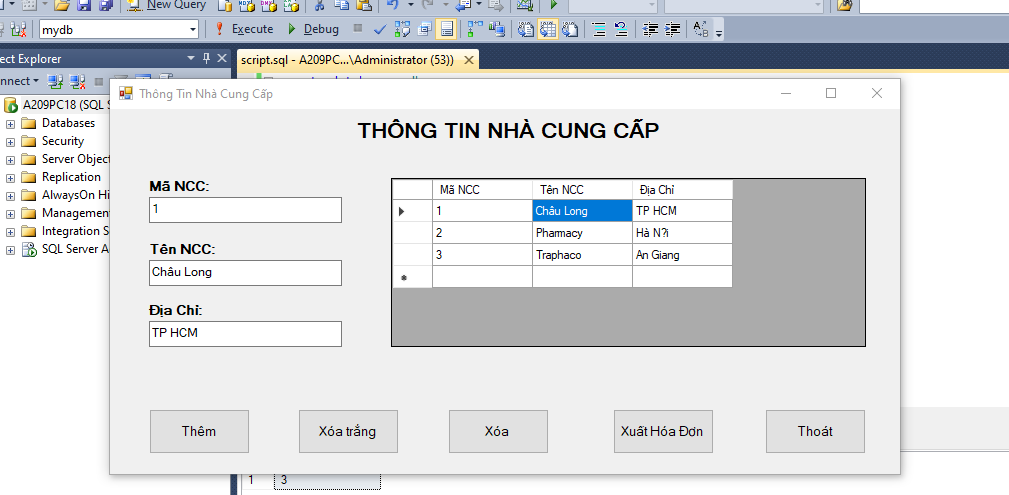 New Query
mydb
Execute
Debug
ect Explorer
script.sql - A209PC...\Administrator (53))
nnect
A209PC18 (SQL S
Databases
Security
Server Object
Replication
AlwaysOn Hi
Managemen
Integration S
SQL Server A
Thông Tin Nhà Cung Cấp
THÔNG TIN NHÀ CUNG CẤP
Mã NCC:
1
Tên NCC:
Châu Long
Địa Chỉ:
TP HCM
Mã NCC Tên NCC Địa Chỉ
1 Châu Long TP HCM
2 Pharmacy Hà N?i
3 Traphaco An Giang
Thêm Xóa trắng Xóa Xuất Hóa Đơn Thoát
1 3